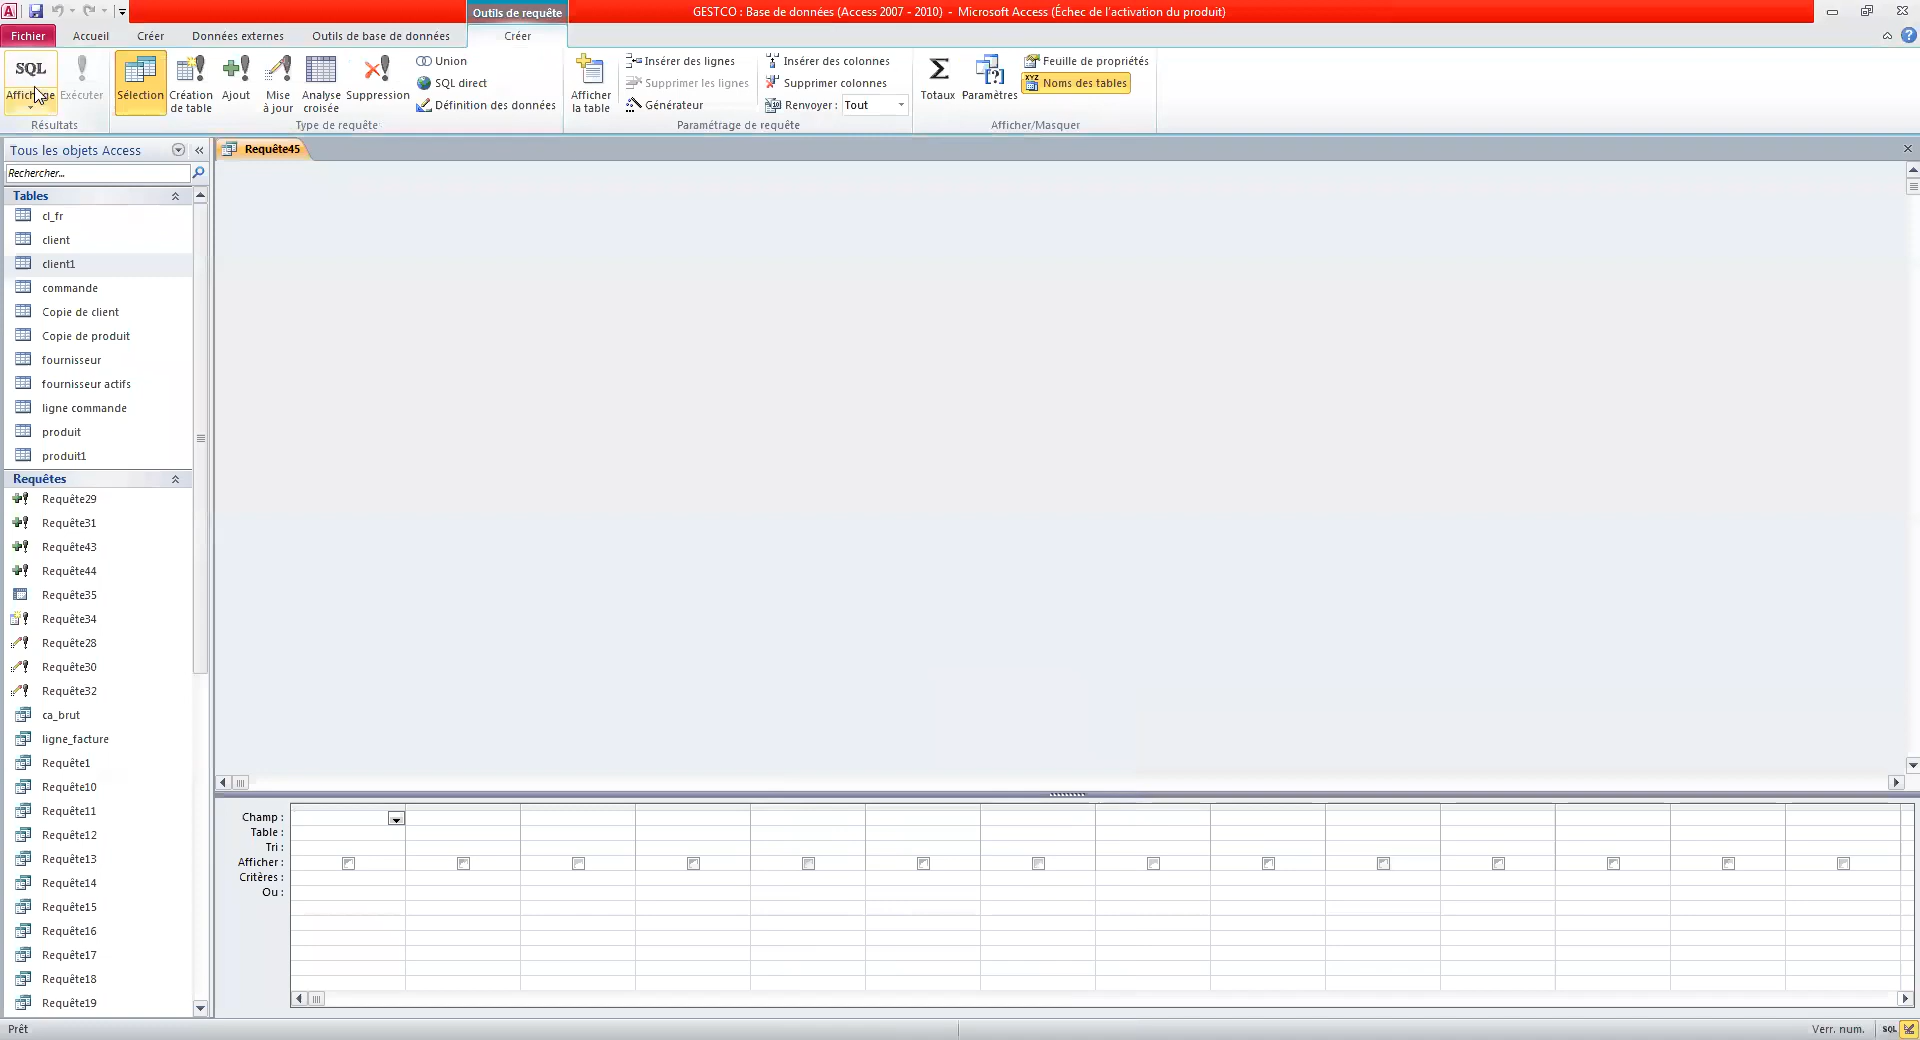 Outils de requête
GESTCO : Base de données (Access 2007 - 2010) - Microsoft Access (Échec de l'activation du produit)
Fichier Accueil Créer Données externes Outils de base de données Créer
SQL
Affichage
Exécuter
Résultats
Sélection
Création
de table
Ajout
Mise
à jour
Analyse
croisée
Suppression
Union
SQL direct
Définition des données
Type de requête
Afficher
la table
Insérer des lignes
Supprimer les lignes
Générateur
Insérer des colonnes
Supprimer colonnes
Renvoyer : Tout
Paramétrage de requête
Totaux
Paramètres
Feuille de propriétés
XYZ
Noms des tables
Afficher/Masquer
Tous les objets Access
Rechercher...
Tables
cl_fr
client
client1
commande
Copie de client
Copie de produit
fournisseur
fournisseur actifs
ligne commande
produit
produit1
Requêtes
Requête29
Requête31
Requête43
Requête44
Requête35
Requête34
Requête28
Requête30
Requête32
ca_brut
ligne_facture
Requête1
Requête10
Requête11
Requête12
Requête13
Requête14
Requête15
Requête16
Requête17
Requête18
Requête19
Requête45
Champ :
Table :
Tri :
Afficher :
Critères :
Ou :
Prêt
Verr. num.
SQL